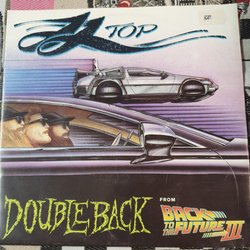 ZZ TOP
DOUBLEBACK
FROM
BACK
TO THE
FUTURE III